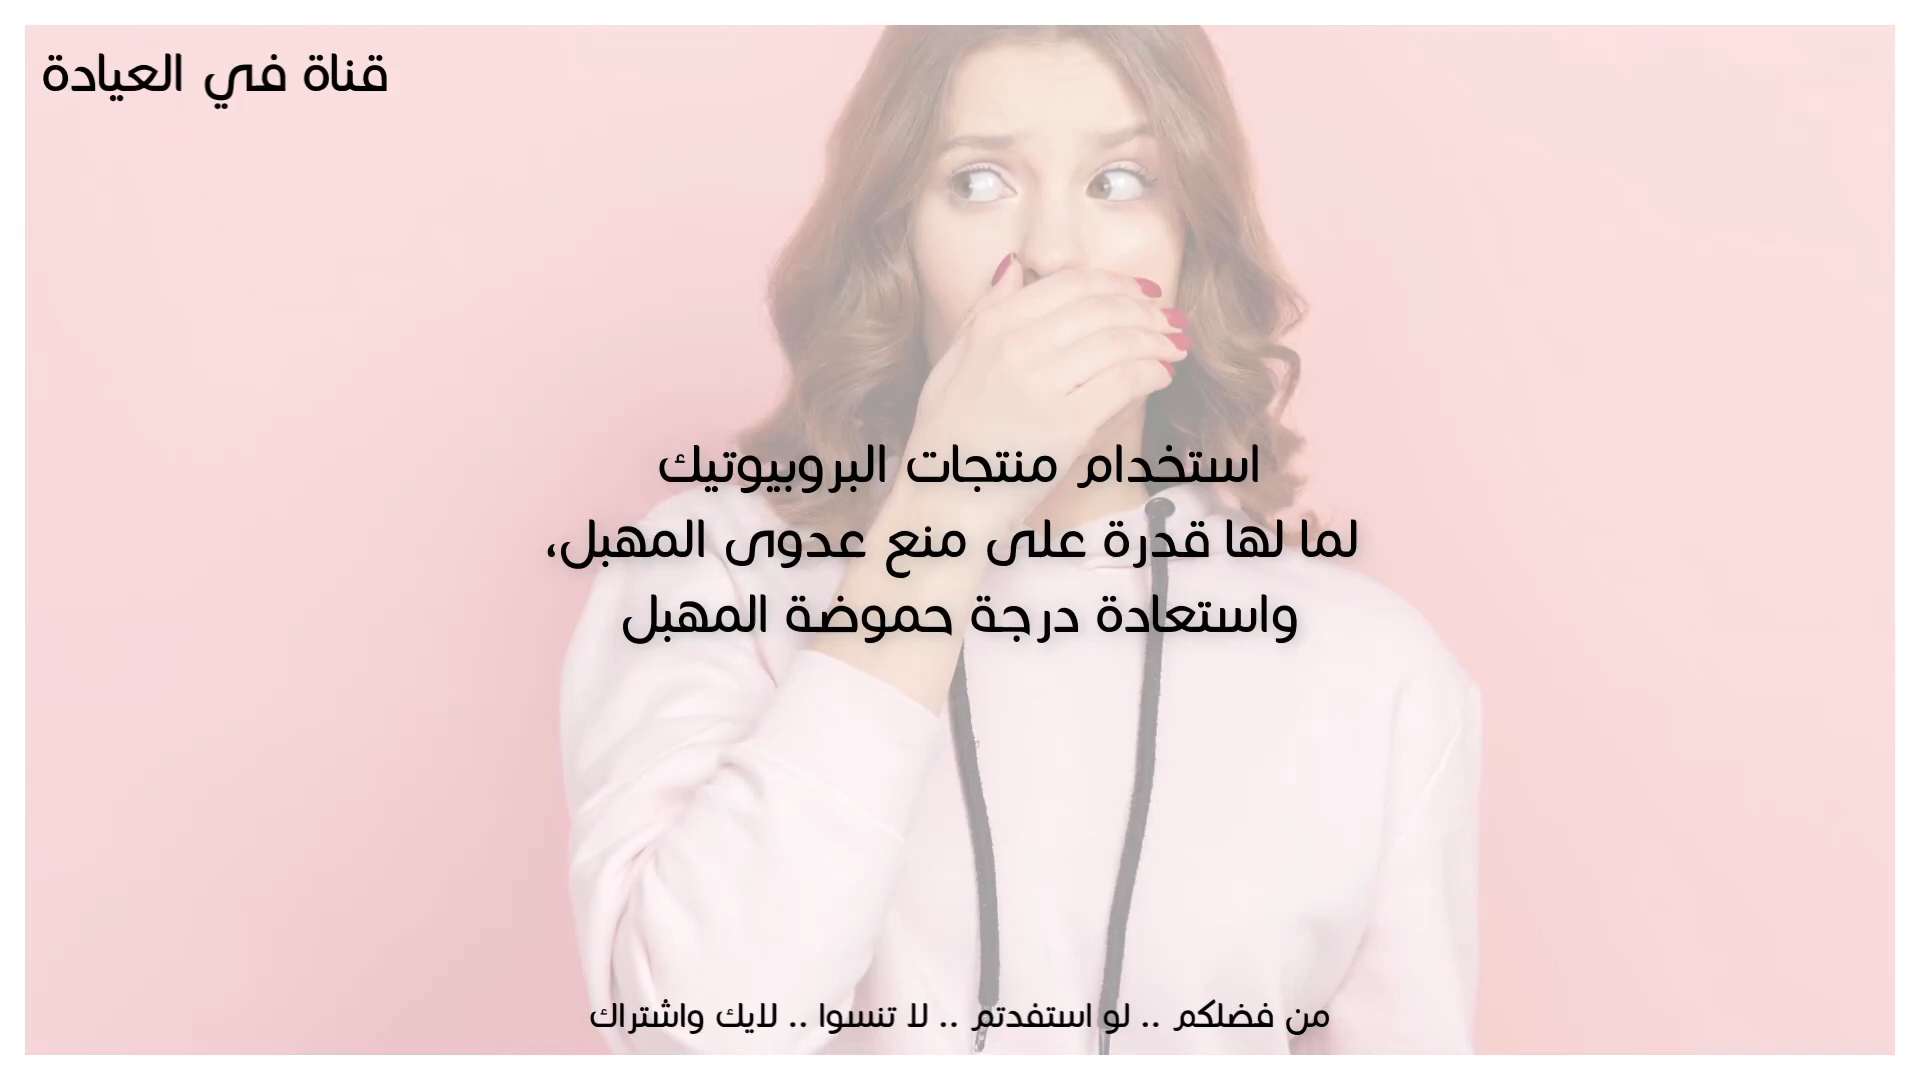 قناة في العيادة
استخدام منتجات البروبيوتيك
لما لها قدرة على منع عدوى المهبل،
واستعادة درجة حموضة المهبل
من فضلكم .. لو استفدتم .. لا تنسوا .. لايك واشتراك